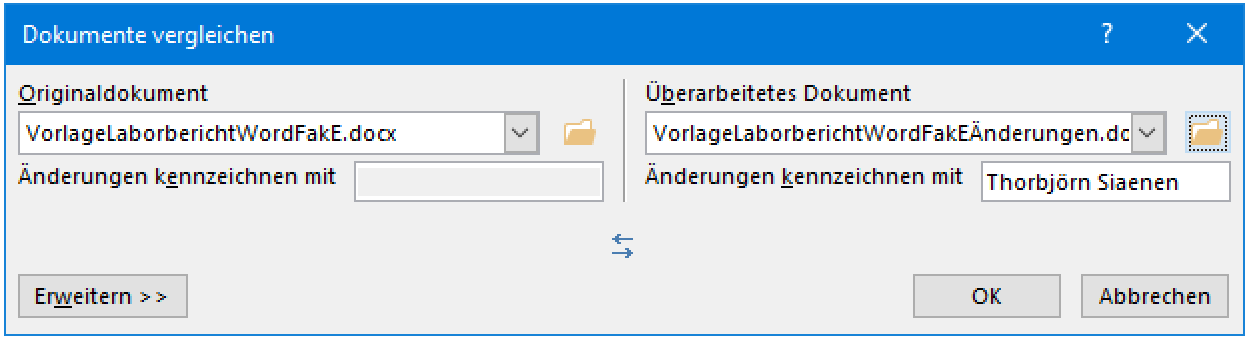 Dokumente vergleichen ?
Originaldokument
VorlageLaborberichtWordFakE.docx
Änderungen kennzeichnen mit
Überarbeitetes Dokument
VorlageLaborberichtWordFakEÄnderungen.dc
Änderungen kennzeichnen mit Thorbjörn Siaenen
Erweitern >> OK Abbrechen